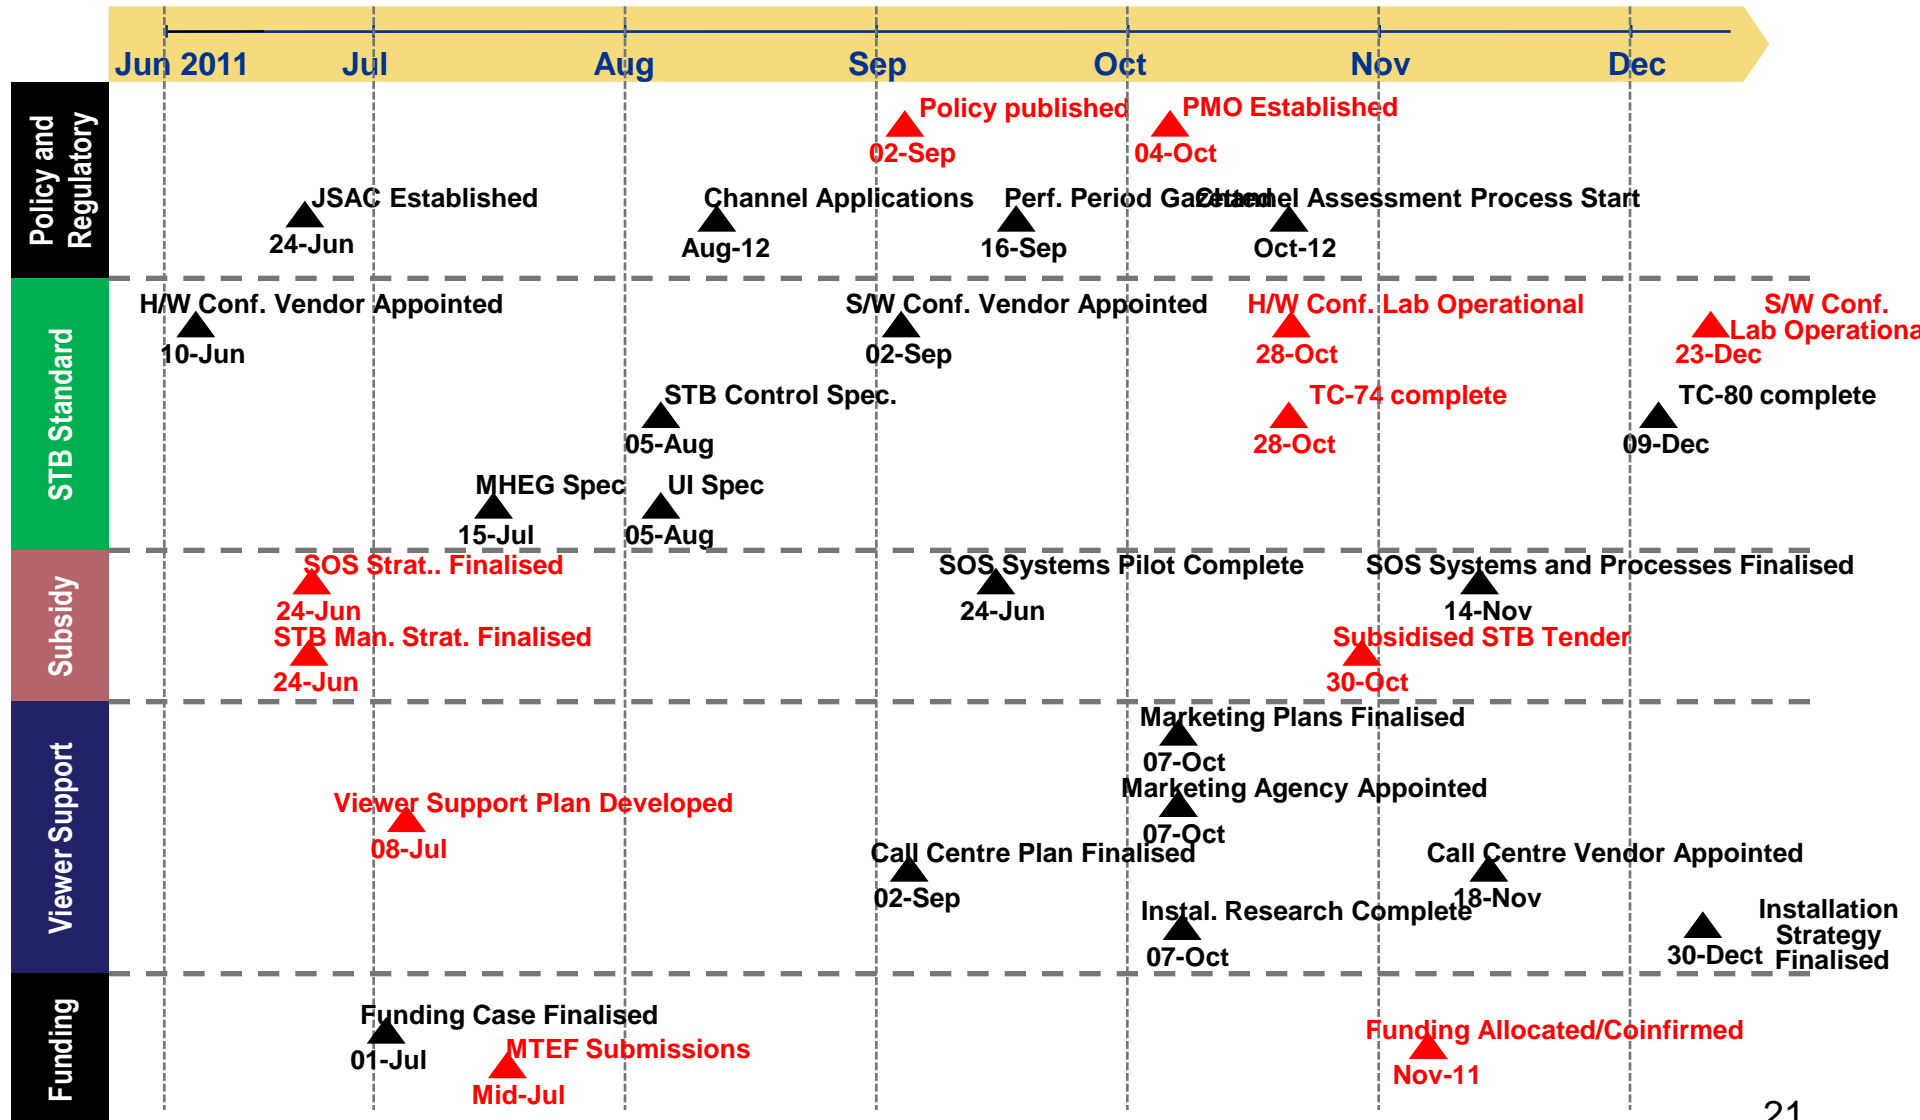 Jun 2011 Jul Aug Sep Oct Nov Dec
Policy and
Regulatory
Policy published
02-Sep
PMO Established
04-Oct
JSAC Established
24-Jun
Channel Applications
Aug-12
Perf. Period Gazetted
16-Sep
Channel Assessment Process Start
Oct-12
STB Standard
H/W Conf. Vendor Appointed
10-Jun
S/W Conf. Vendor Appointed
02-Sep
H/W Conf. Lab Operational
28-Oct
S/W Conf.
Lab Operationa
23-Dec
STB Control Spec.
05-Aug
TC-74 complete
28-Oct
TC-80 complete
09-Dec
MHEG Spec
15-Jul
UI Spec
05-Aug
Subsidy
SOS Strat.. Finalised
24-Jun
SOS Systems Pilot Complete
24-Jun
SOS Systems and Processes Finalised
14-Nov
STB Man. Strat. Finalised
24-Jun
Subsidised STB Tender
30-Oct
Viewer Support
Marketing Plans Finalised
07-Oct
Marketing Agency Appointed
07-Oct
Viewer Support Plan Developed
08-Jul
Call Centre Plan Finalised
02-Sep
Call Centre Vendor Appointed
18-Nov
Instal. Research Complete
07-Oct
Installation
Strategy
Finalised
30-Dect
Funding
Funding Case Finalised
01-Jul
MTEF Submissions
Mid-Jul
Funding Allocated/Coinfirmed
Nov-11
21